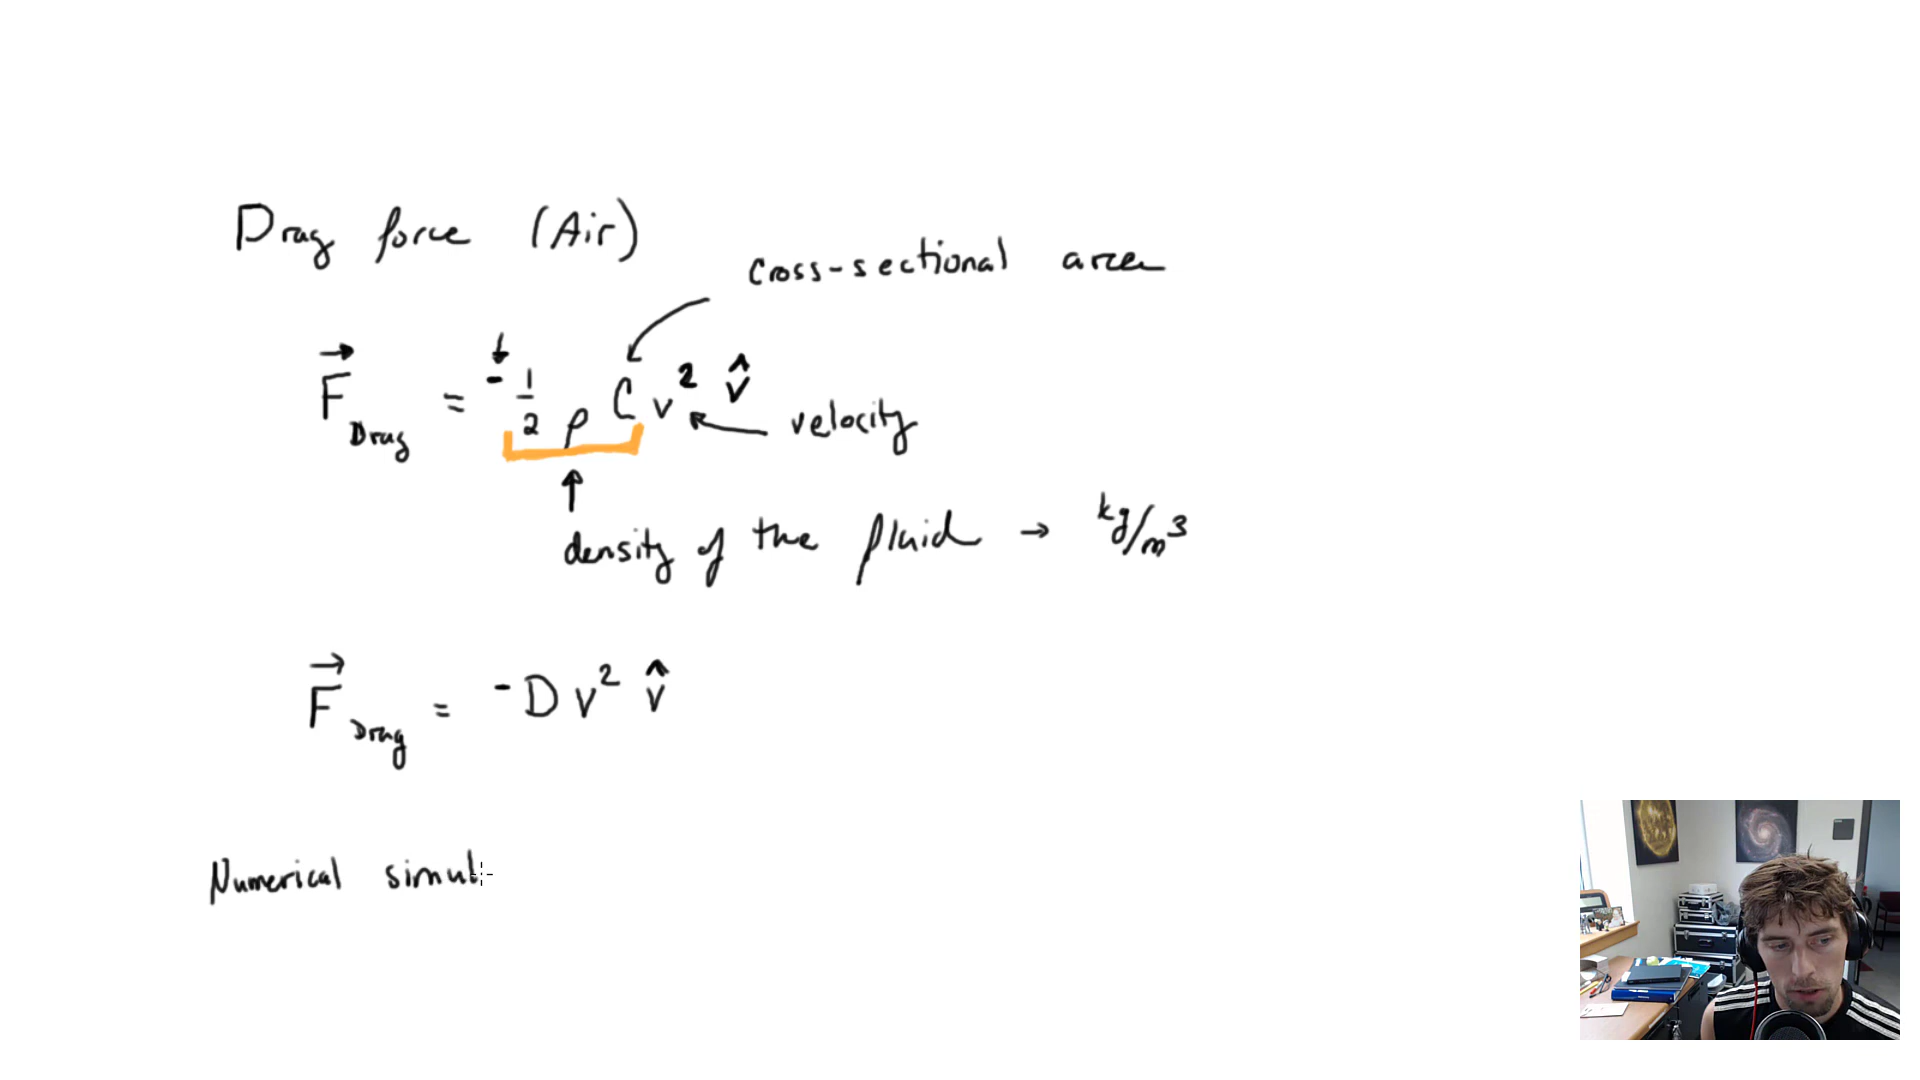 Drag force (Air)
cross-sectional area
F⃗ Drag = - 1/2 ρ C v² v̂
velocity
density of the fluid → kg/m³
F⃗ Drag = - D v² v̂
Numerical simul